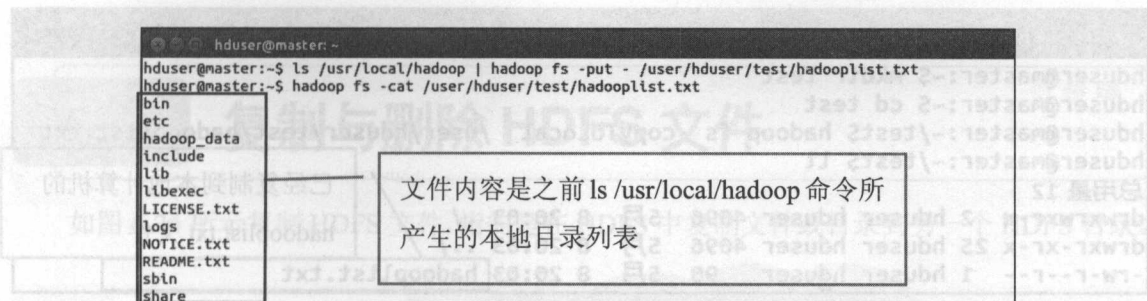 hduser@master: ~
hduser@master:~$ ls /usr/local/hadoop | hadoop fs -put - /user/hduser/test/hadooplist.txt
hduser@master:~$ hadoop fs -cat /user/hduser/test/hadooplist.txt
bin
etc
hadoop_data
include
lib
libexec
LICENSE.txt
logs
NOTICE.txt
README.txt
sbin
share
文件内容是之前 ls /usr/local/hadoop 命令所
产生的本地目录列表